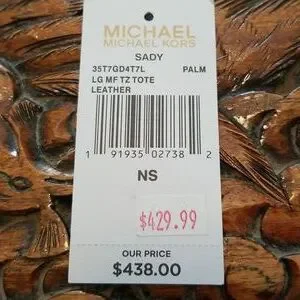 MICHAEL
MICHAEL KORS
SADY
35T7GD4T7L PALM
LG MF TZ TOTE
LEATHER
1 91935 02738 2
NS
$429.99
OUR PRICE
$438.00